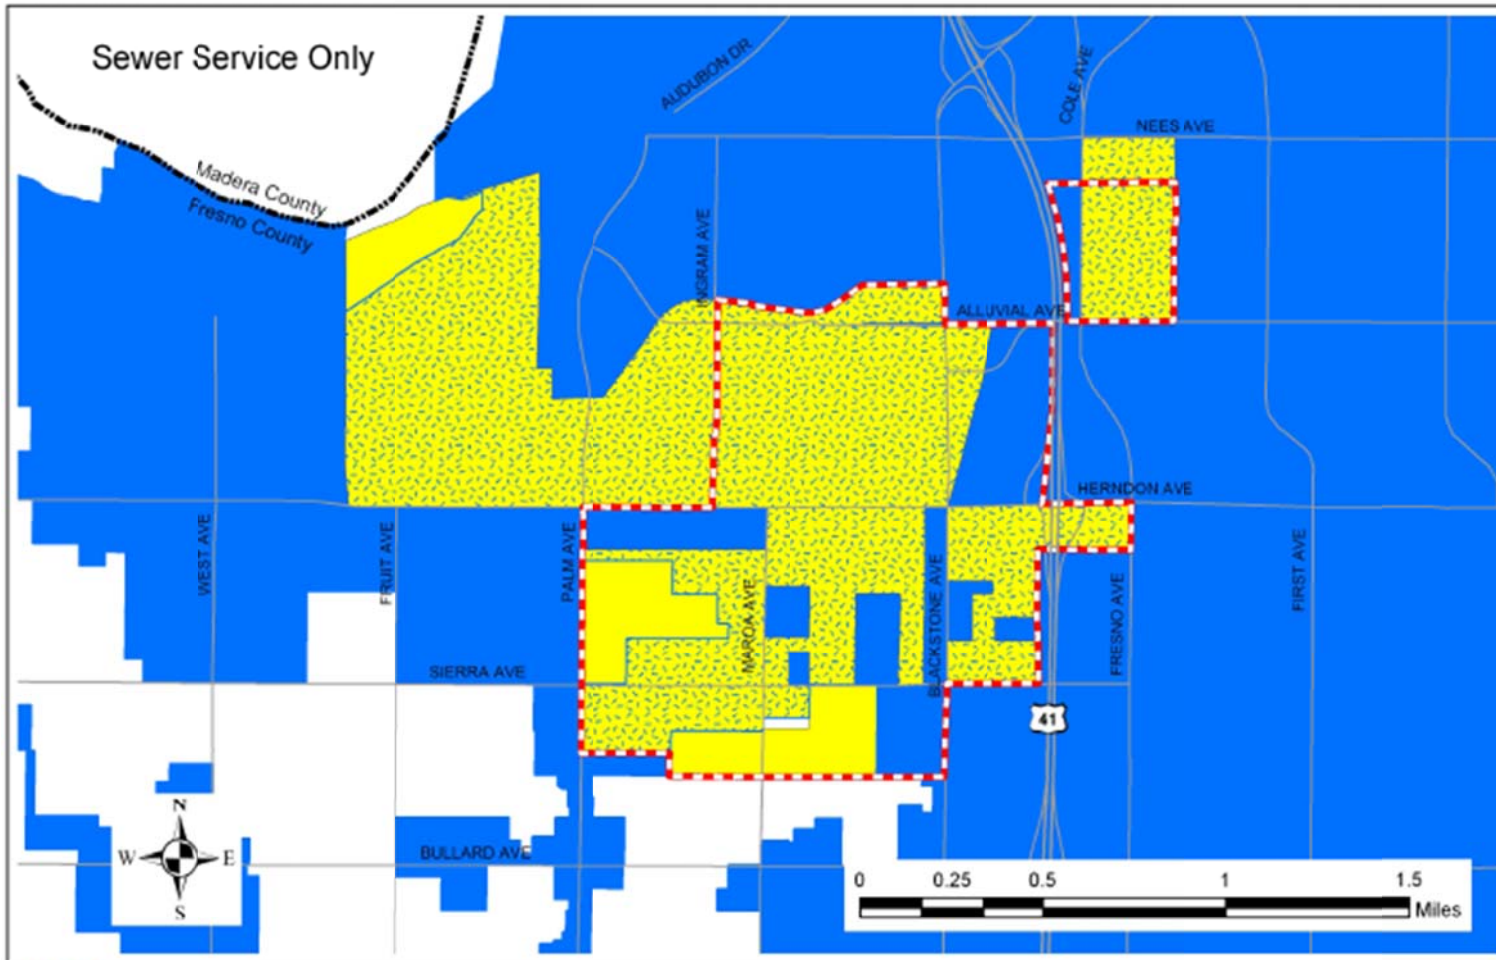 Sewer Service Only
AUDUBON DR
COLE AVE
NEES AVE
Madera County
Fresno County
INGRAM AVE
ALLUVIAL AVE
HERNDON AVE
WEST AVE
FRUIT AVE
PALM AVE
MAROA AVE
BLACKSTONE AVE
FRESNO AVE
FIRST AVE
SIERRA AVE
41
N
W E
S
BULLARD AVE
0 0.25 0.5 1 1.5
Miles